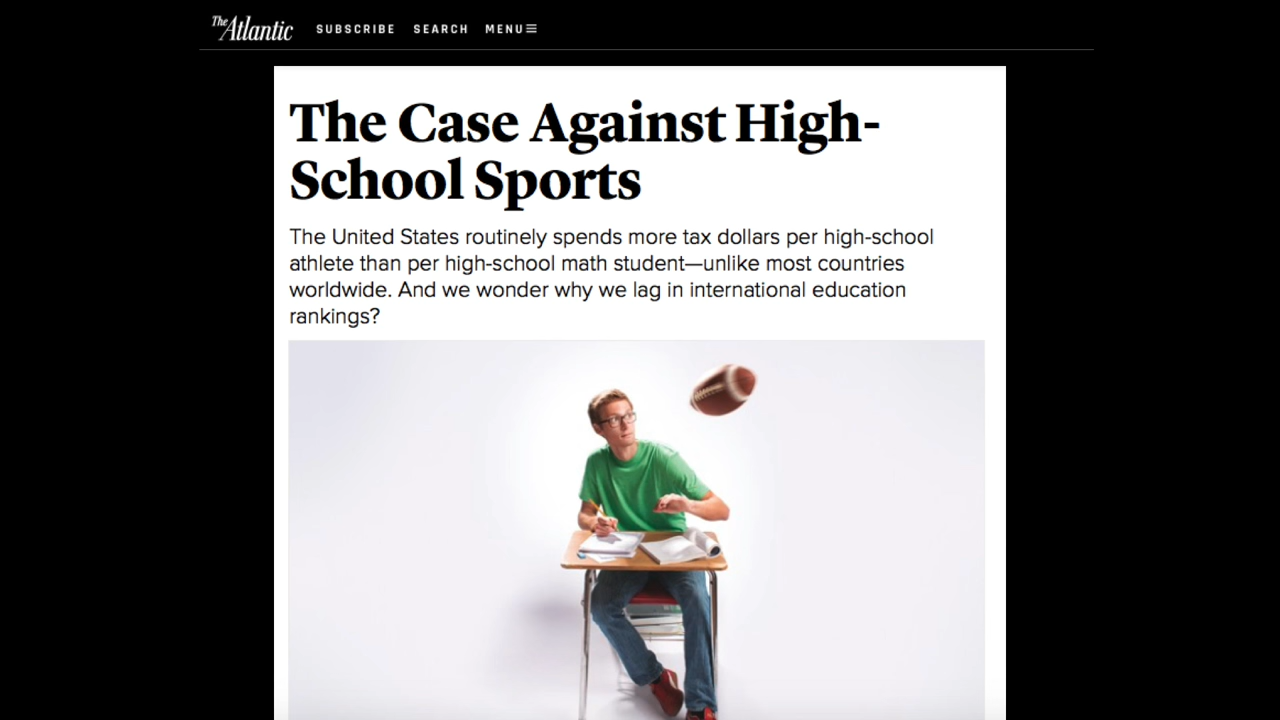 The Atlantic SUBSCRIBE SEARCH MENU
The Case Against High-
School Sports
The United States routinely spends more tax dollars per high-school
athlete than per high-school math student—unlike most countries
worldwide. And we wonder why we lag in international education
rankings?